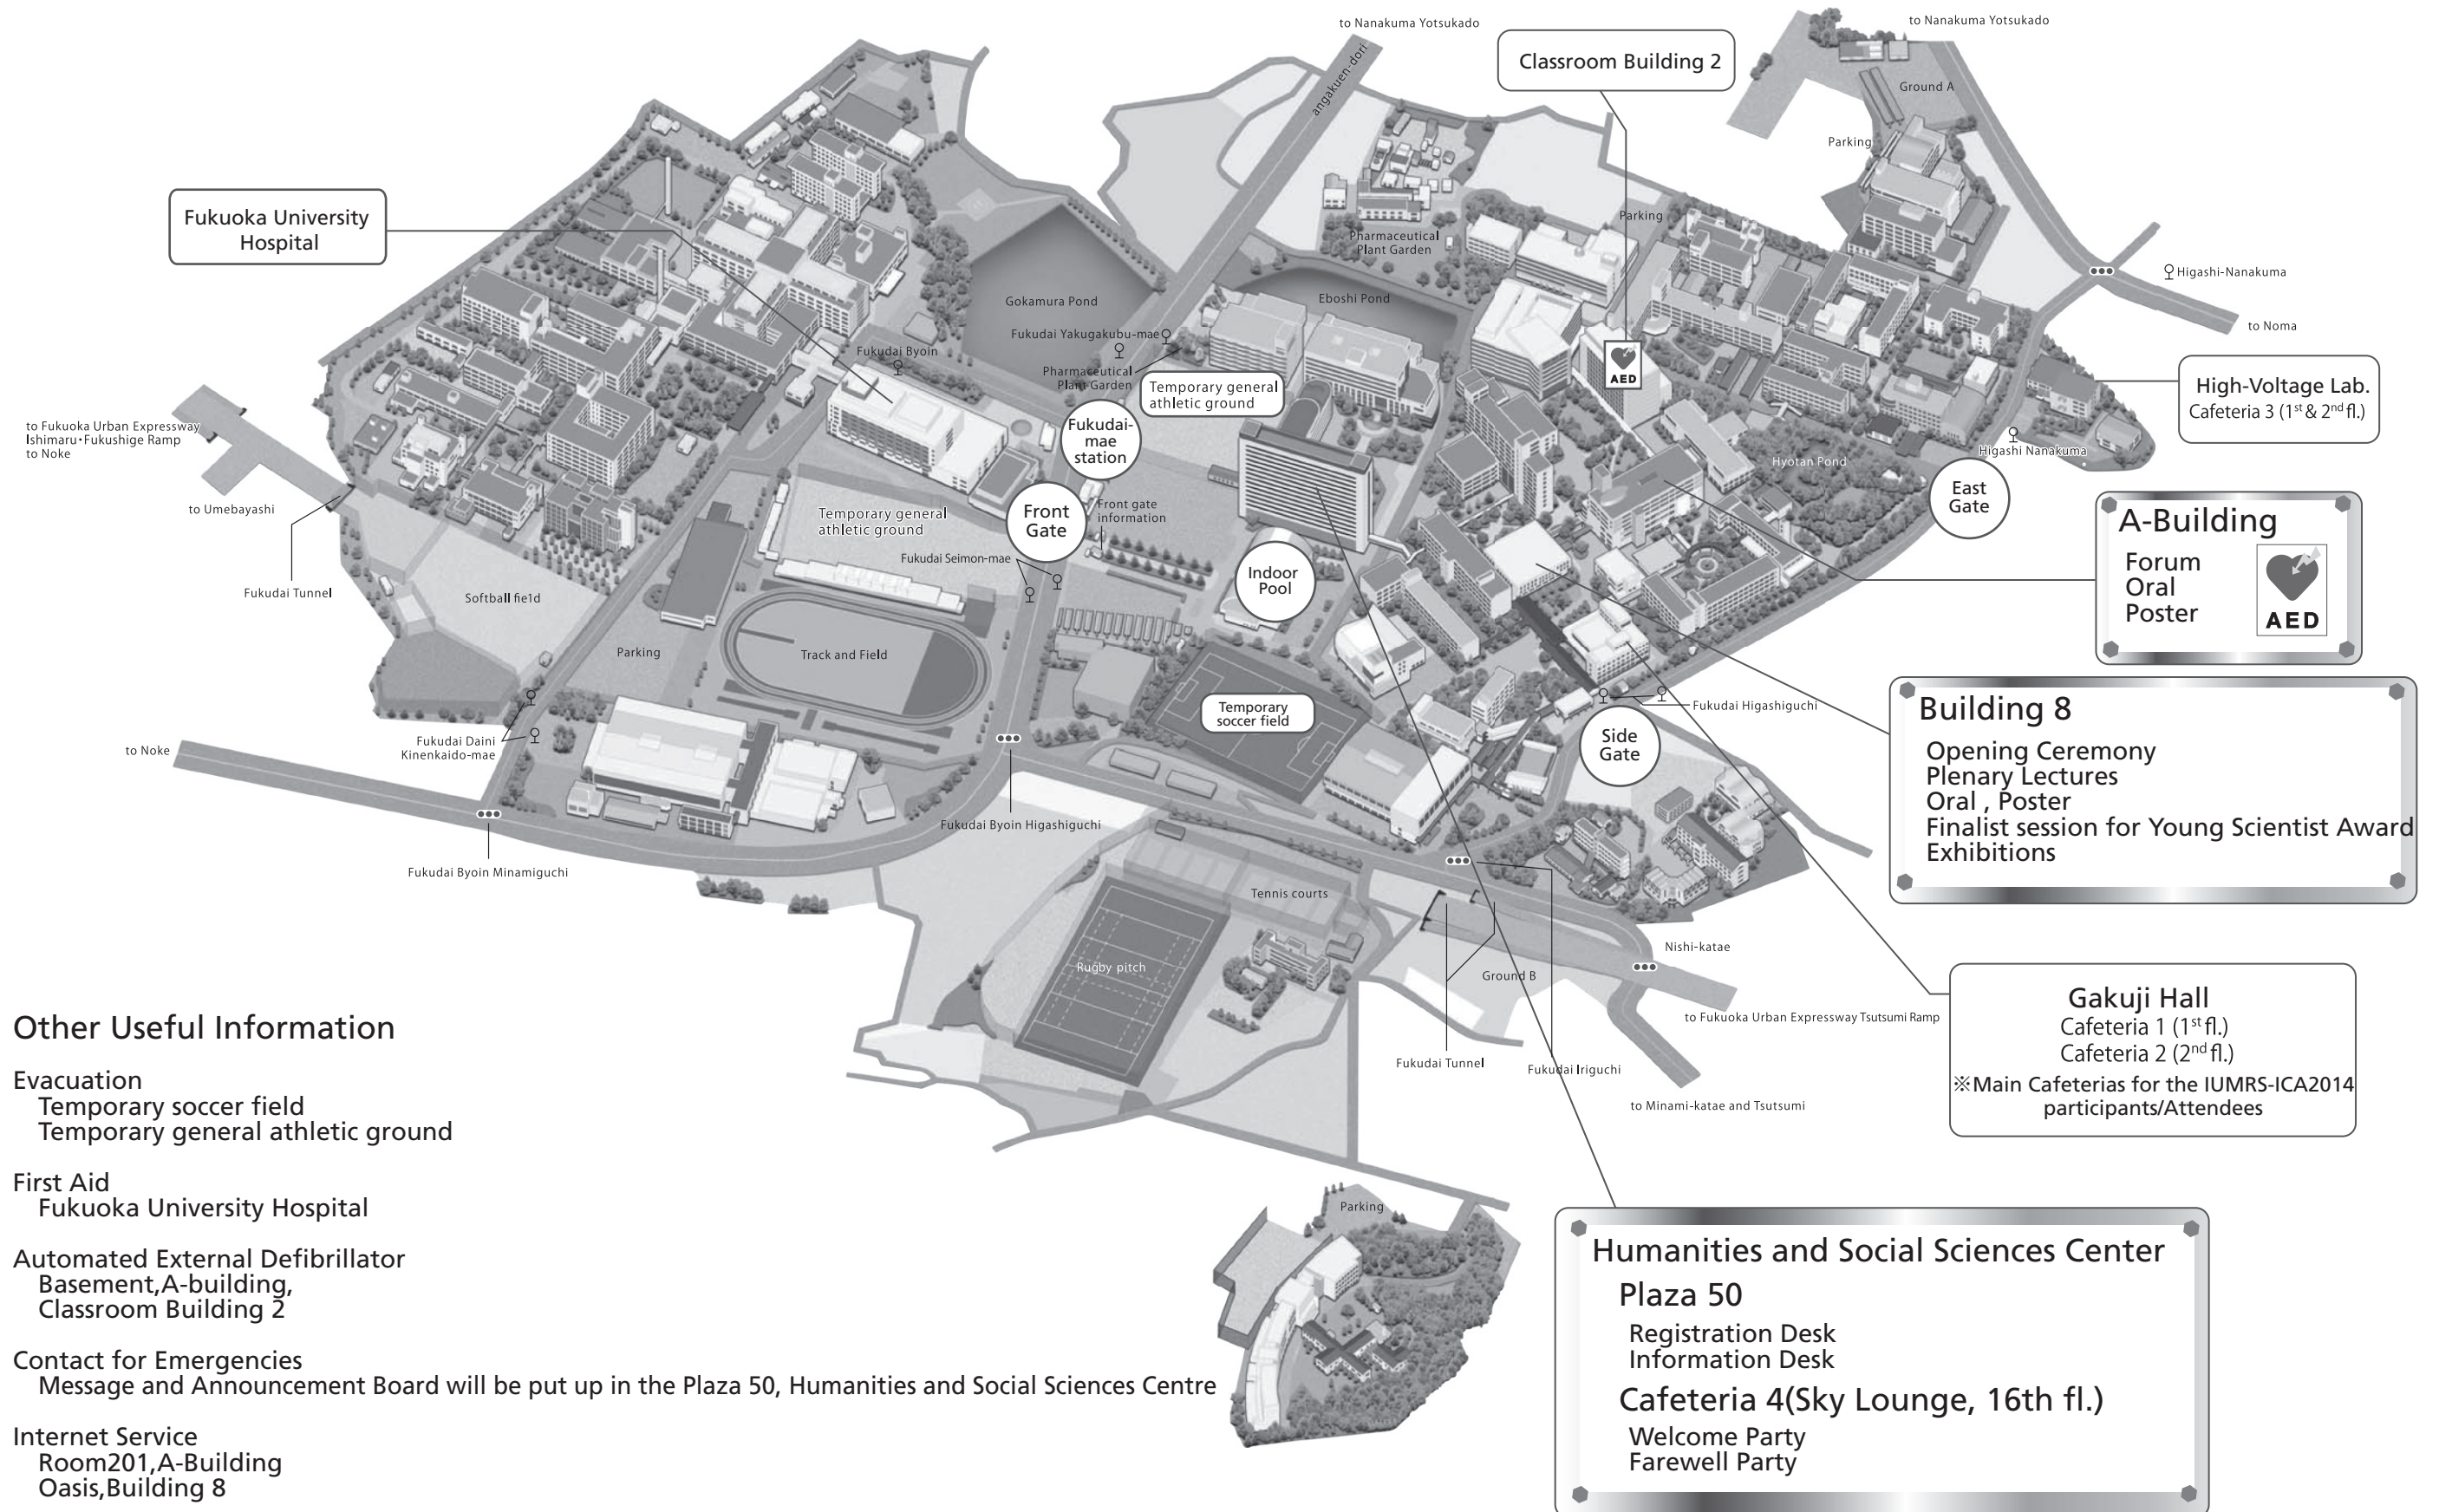 to Nanakuma Yotsukado
to Nanakuma Yotsukado
angakuen-dori
Classroom Building 2
Ground A
Parking
Fukuoka University
Hospital
Parking
Pharmaceutical
Plant Garden
Higashi-Nanakuma
Gokamura Pond
Eboshi Pond
to Noma
Fukudai Yakugakubu-mae
Fukudai Byoin
Pharmaceutical
Plant Garden
Temporary general
athletic ground
AED
High-Voltage Lab.
Cafeteria 3 (1st & 2nd fl.)
to Fukuoka Urban Expressway
Ishimaru・Fukushige Ramp
to Noke
Fukudai-
mae
station
Higashi Nanakuma
Hyotan Pond
East
Gate
to Umebayashi
Front
Gate
Front gate
information
Temporary general
athletic ground
A-Building
Forum
Oral
Poster
AED
Fukudai Seimon-mae
Indoor
Pool
Fukudai Tunnel
Softball field
Parking
Track and Field
Temporary
soccer field
Fukudai Higashiguchi
Building 8
Opening Ceremony
Plenary Lectures
Oral , Poster
Finalist session for Young Scientist Award
Exhibitions
Side
Gate
to Noke
Fukudai Daini
Kinenkaido-mae
Fukudai Byoin Higashiguchi
Fukudai Byoin Minamiguchi
Tennis courts
Nishi-katae
Rugby pitch
Ground B
Gakuji Hall
Cafeteria 1 (1st fl.)
Cafeteria 2 (2nd fl.)
※Main Cafeterias for the IUMRS-ICA2014
participants/Attendees
to Fukuoka Urban Expressway Tsutsumi Ramp
Fukudai Tunnel
Fukudai Iriguchi
to Minami-katae and Tsutsumi
Parking
Other Useful Information
Evacuation
Temporary soccer field
Temporary general athletic ground
First Aid
Fukuoka University Hospital
Automated External Defibrillator
Basement,A-building,
Classroom Building 2
Contact for Emergencies
Message and Announcement Board will be put up in the Plaza 50, Humanities and Social Sciences Centre
Internet Service
Room201,A-Building
Oasis,Building 8
Humanities and Social Sciences Center
Plaza 50
Registration Desk
Information Desk
Cafeteria 4(Sky Lounge, 16th fl.)
Welcome Party
Farewell Party